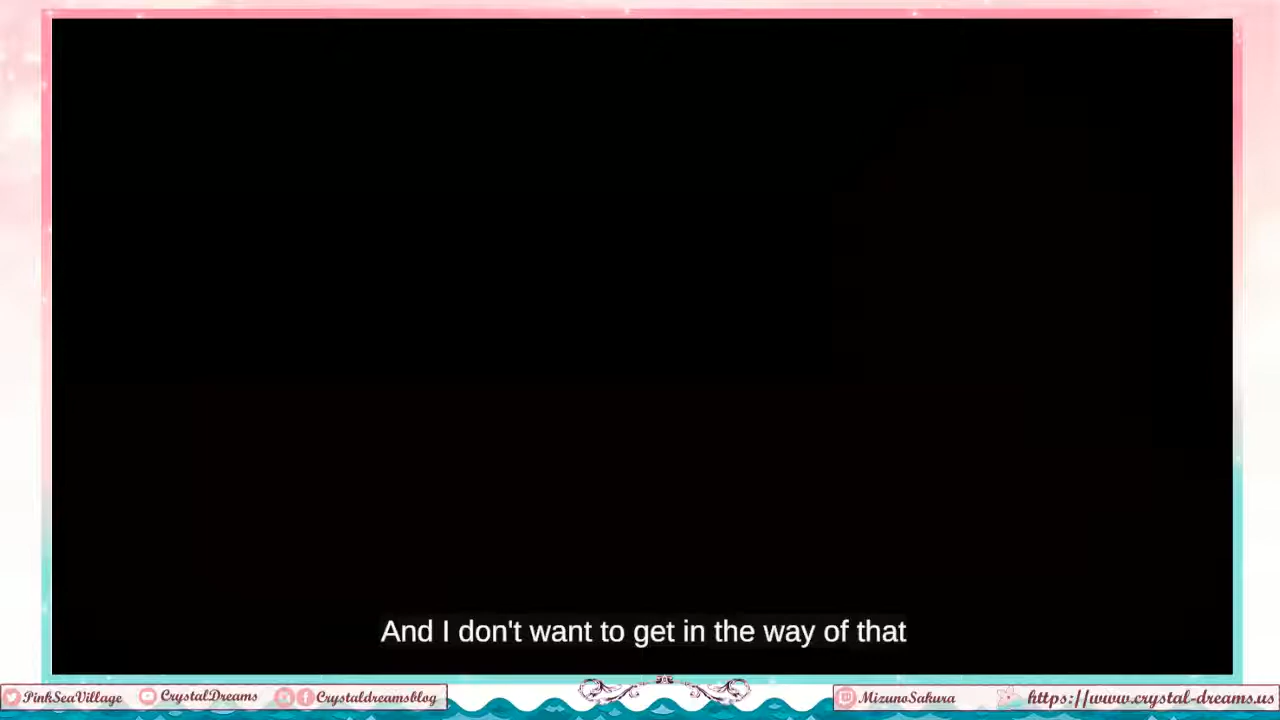 And I don't want to get in the way of that
PinkSeaVillage CrystalDreams Crystaldreamsblog MizunoSakura https://www.crystal-dreams.us